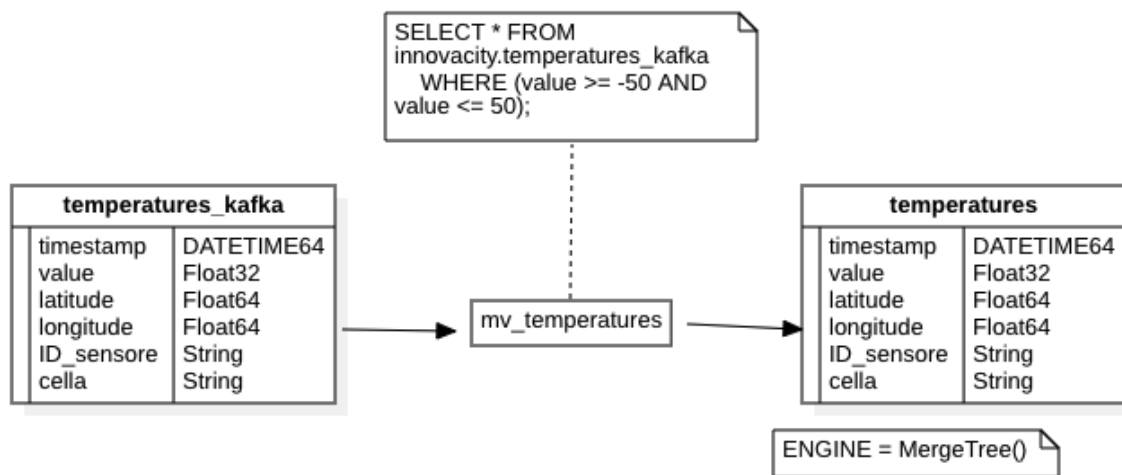 SELECT * FROM
innovacity.temperatures_kafka
WHERE (value >= -50 AND
value <= 50);
temperatures_kafka
timestamp DATETIME64
value Float32
latitude Float64
longitude Float64
ID_sensore String
cella String
mv_temperatures
temperatures
timestamp DATETIME64
value Float32
latitude Float64
longitude Float64
ID_sensore String
cella String
ENGINE = MergeTree()